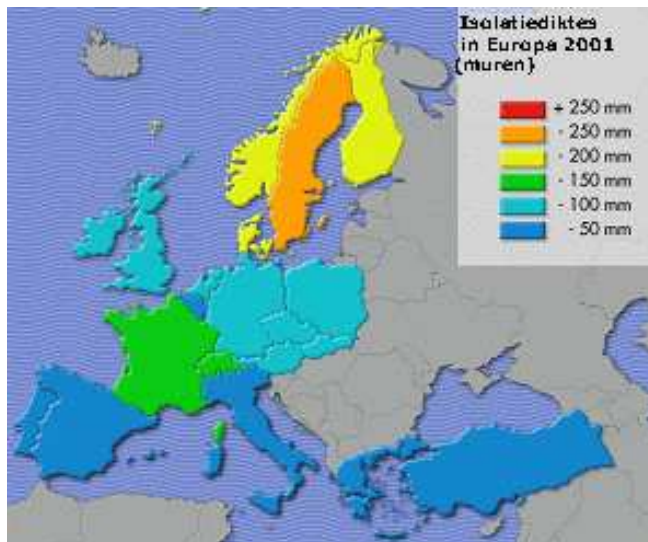 Isolatiediktes
in Europa 2001
(muren)
+ 250 mm
- 250 mm
- 200 mm
- 150 mm
- 100 mm
- 50 mm